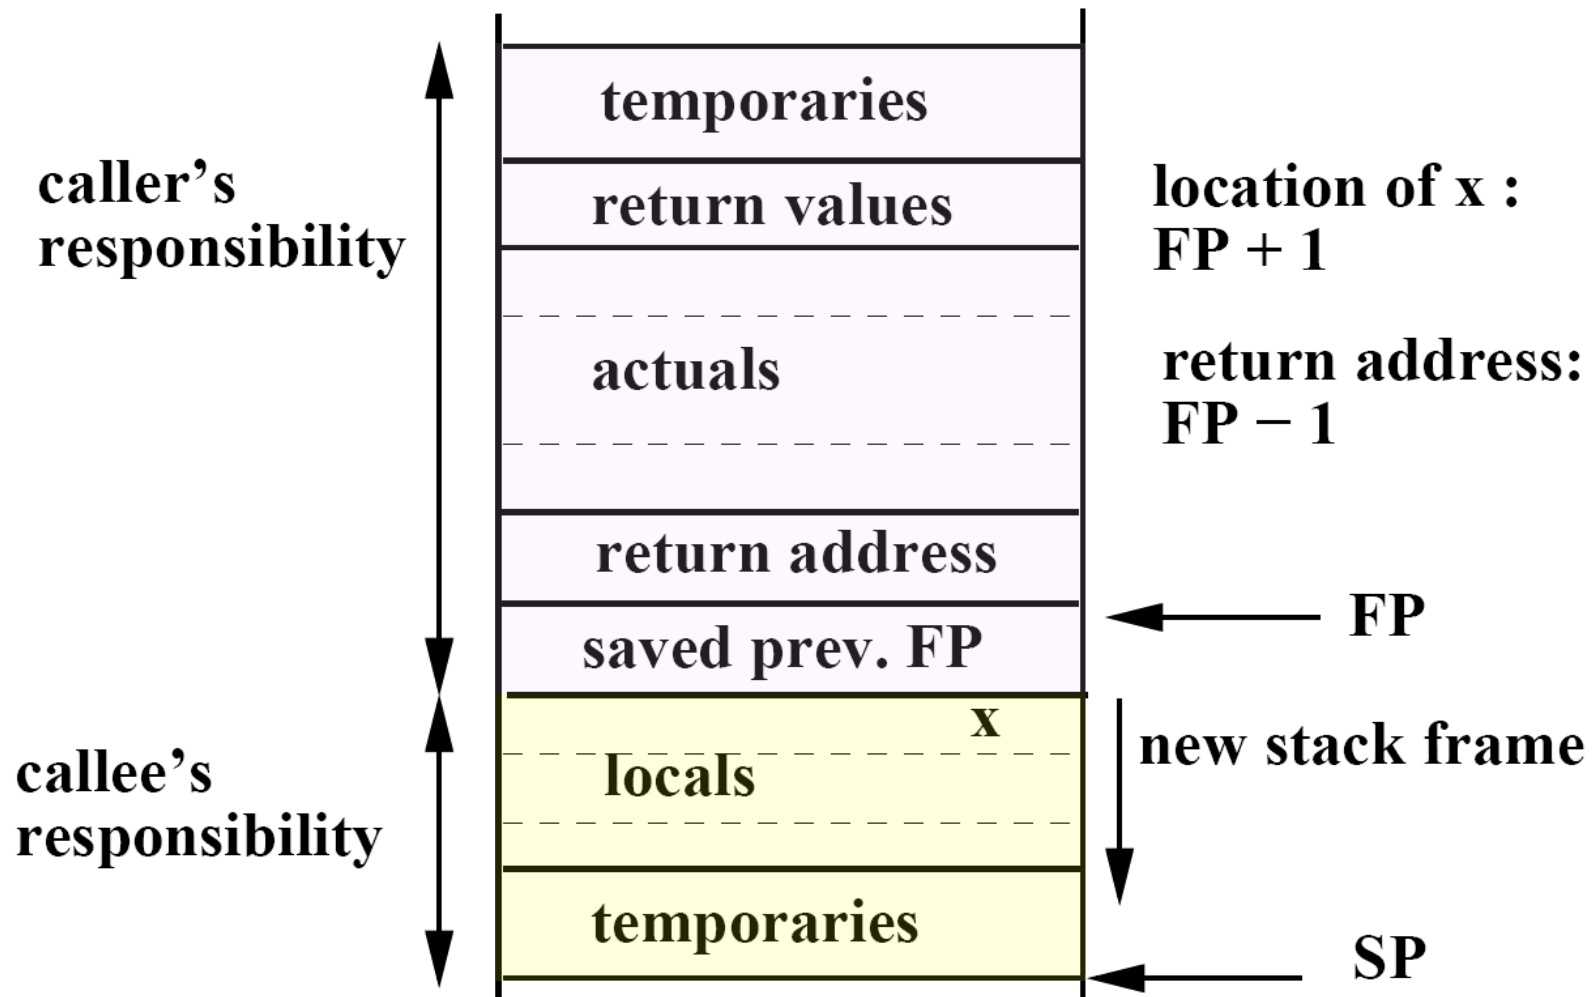 temporaries
caller’s
responsibility
return values
location of x :
FP + 1
actuals
return address:
FP − 1
return address
FP
saved prev. FP
x
new stack frame
locals
callee’s
responsibility
temporaries
SP